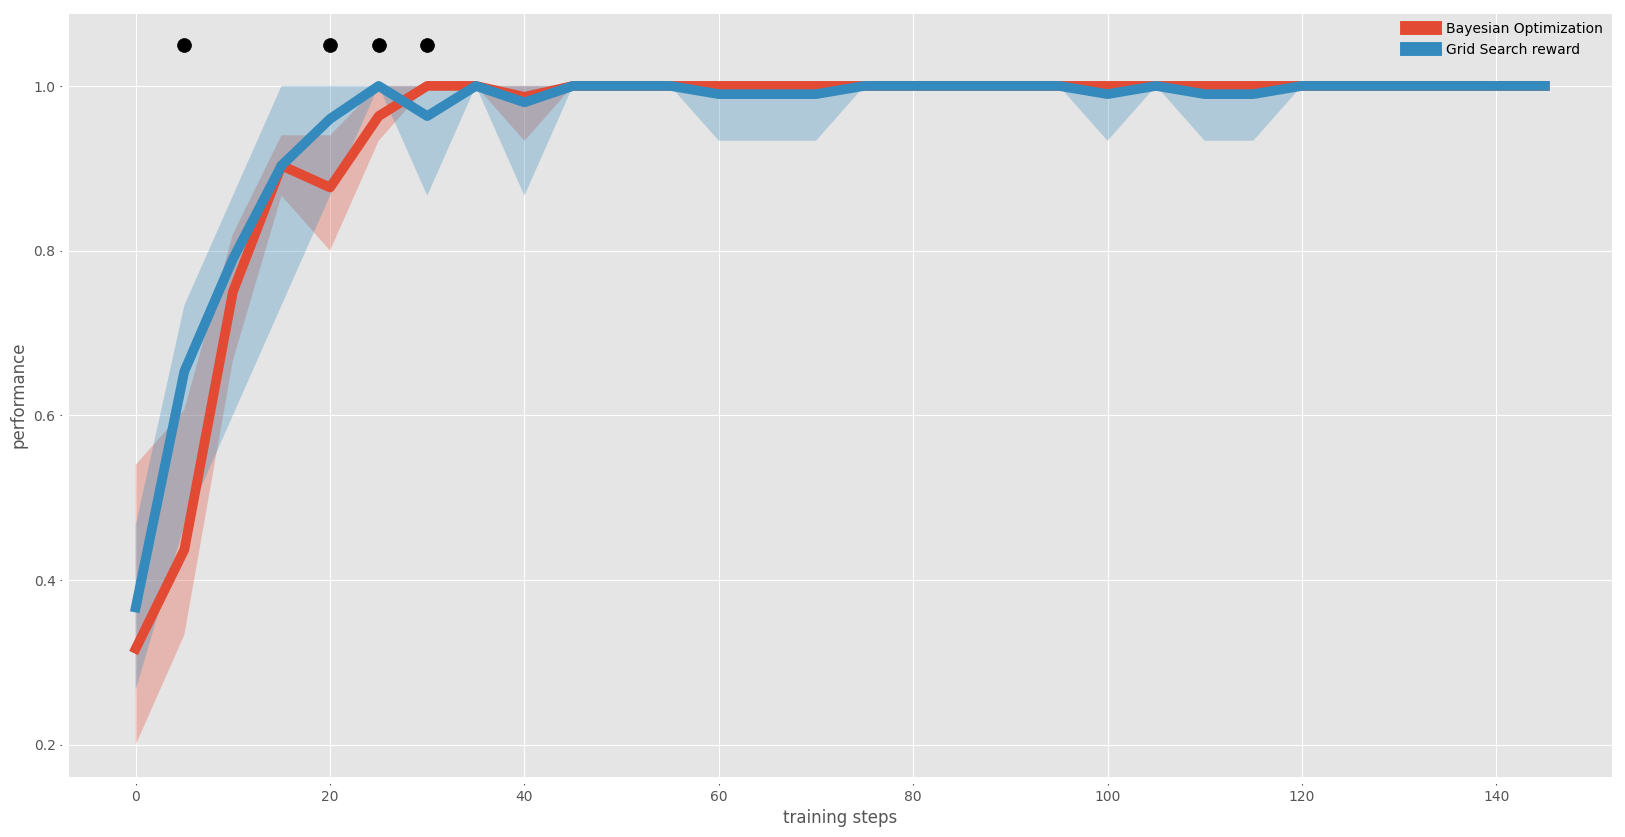 Bayesian Optimization
Grid Search reward
1.0
0.8
0.6
0.4
0.2
performance
0 20 40 60 80 100 120 140
training steps